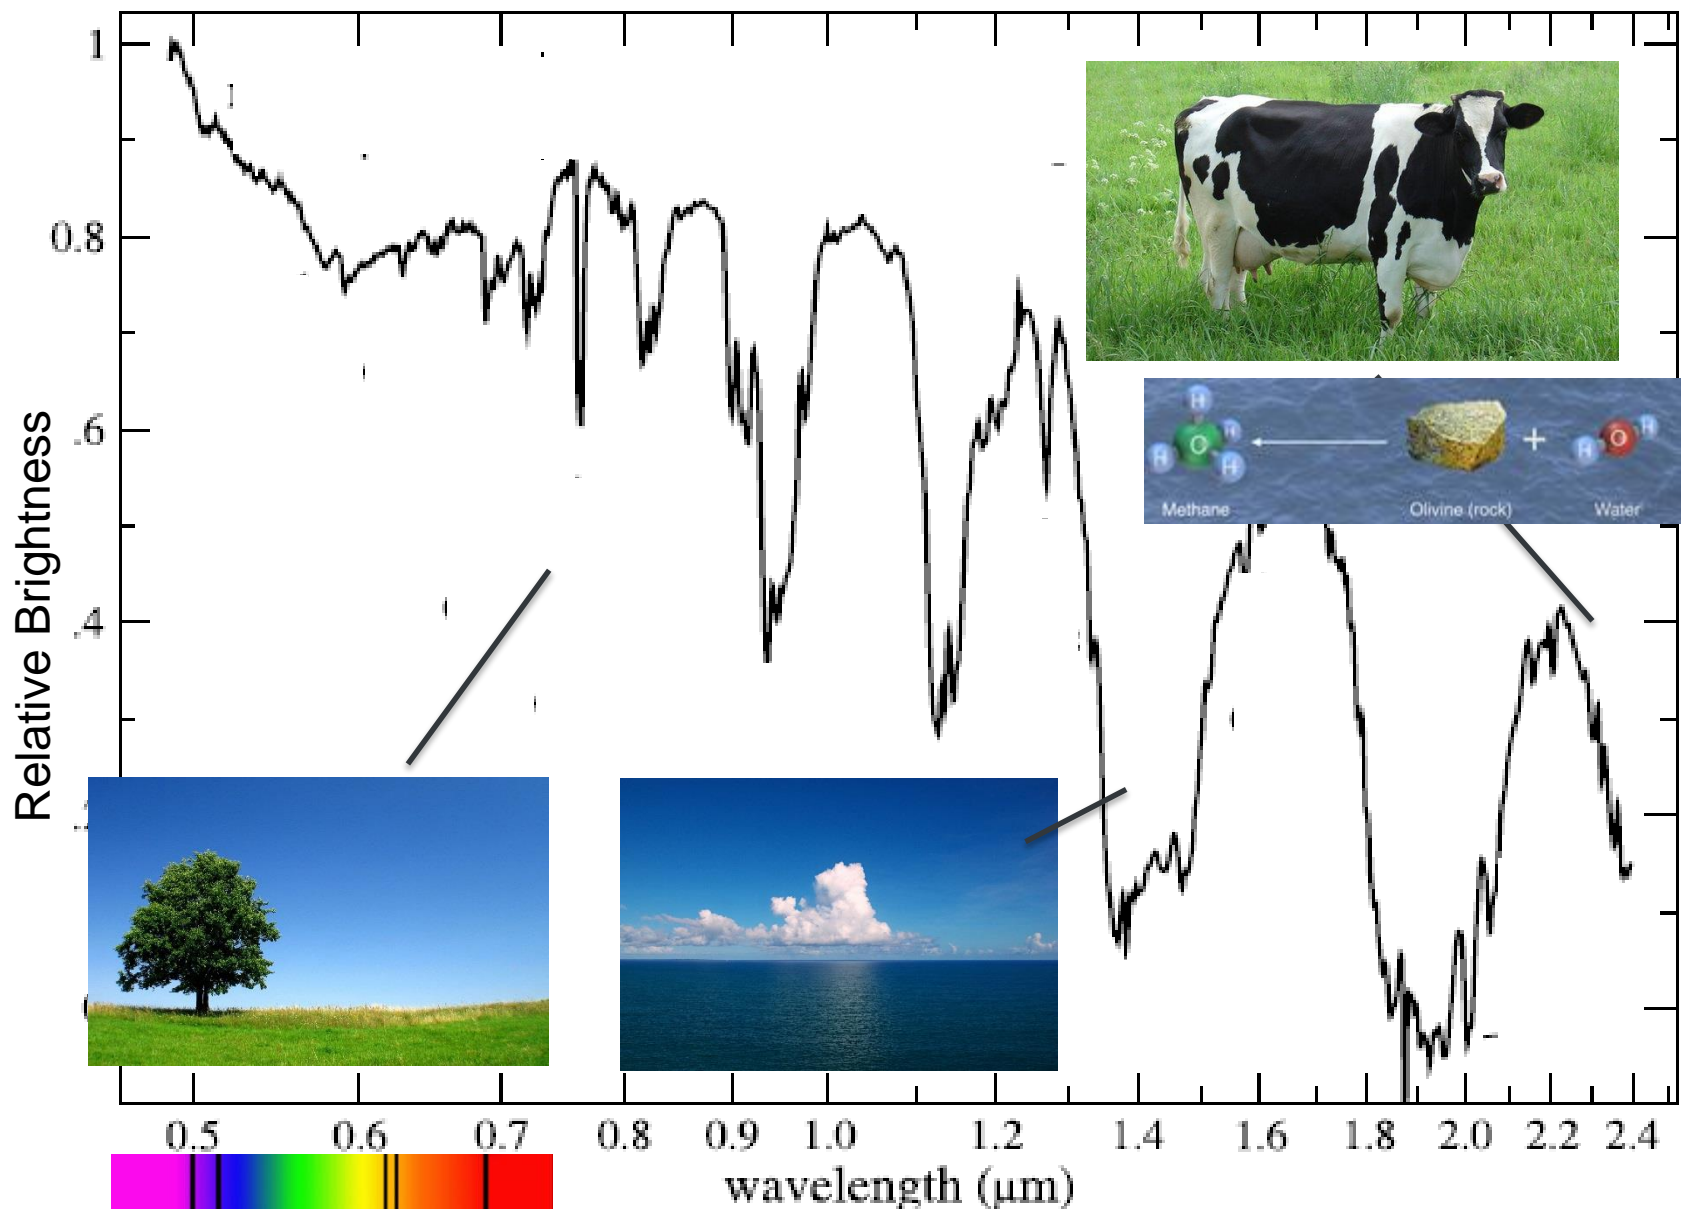 1
0.8
.6
.4
Relative Brightness
H
H
O
H
H
+
H
O
H
Methane
Olivine (rock)
Water
0.5 0.6 0.7 0.8 0.9 1.0 1.2 1.4 1.6 1.8 2.0 2.2 2.4
wavelength (μm)